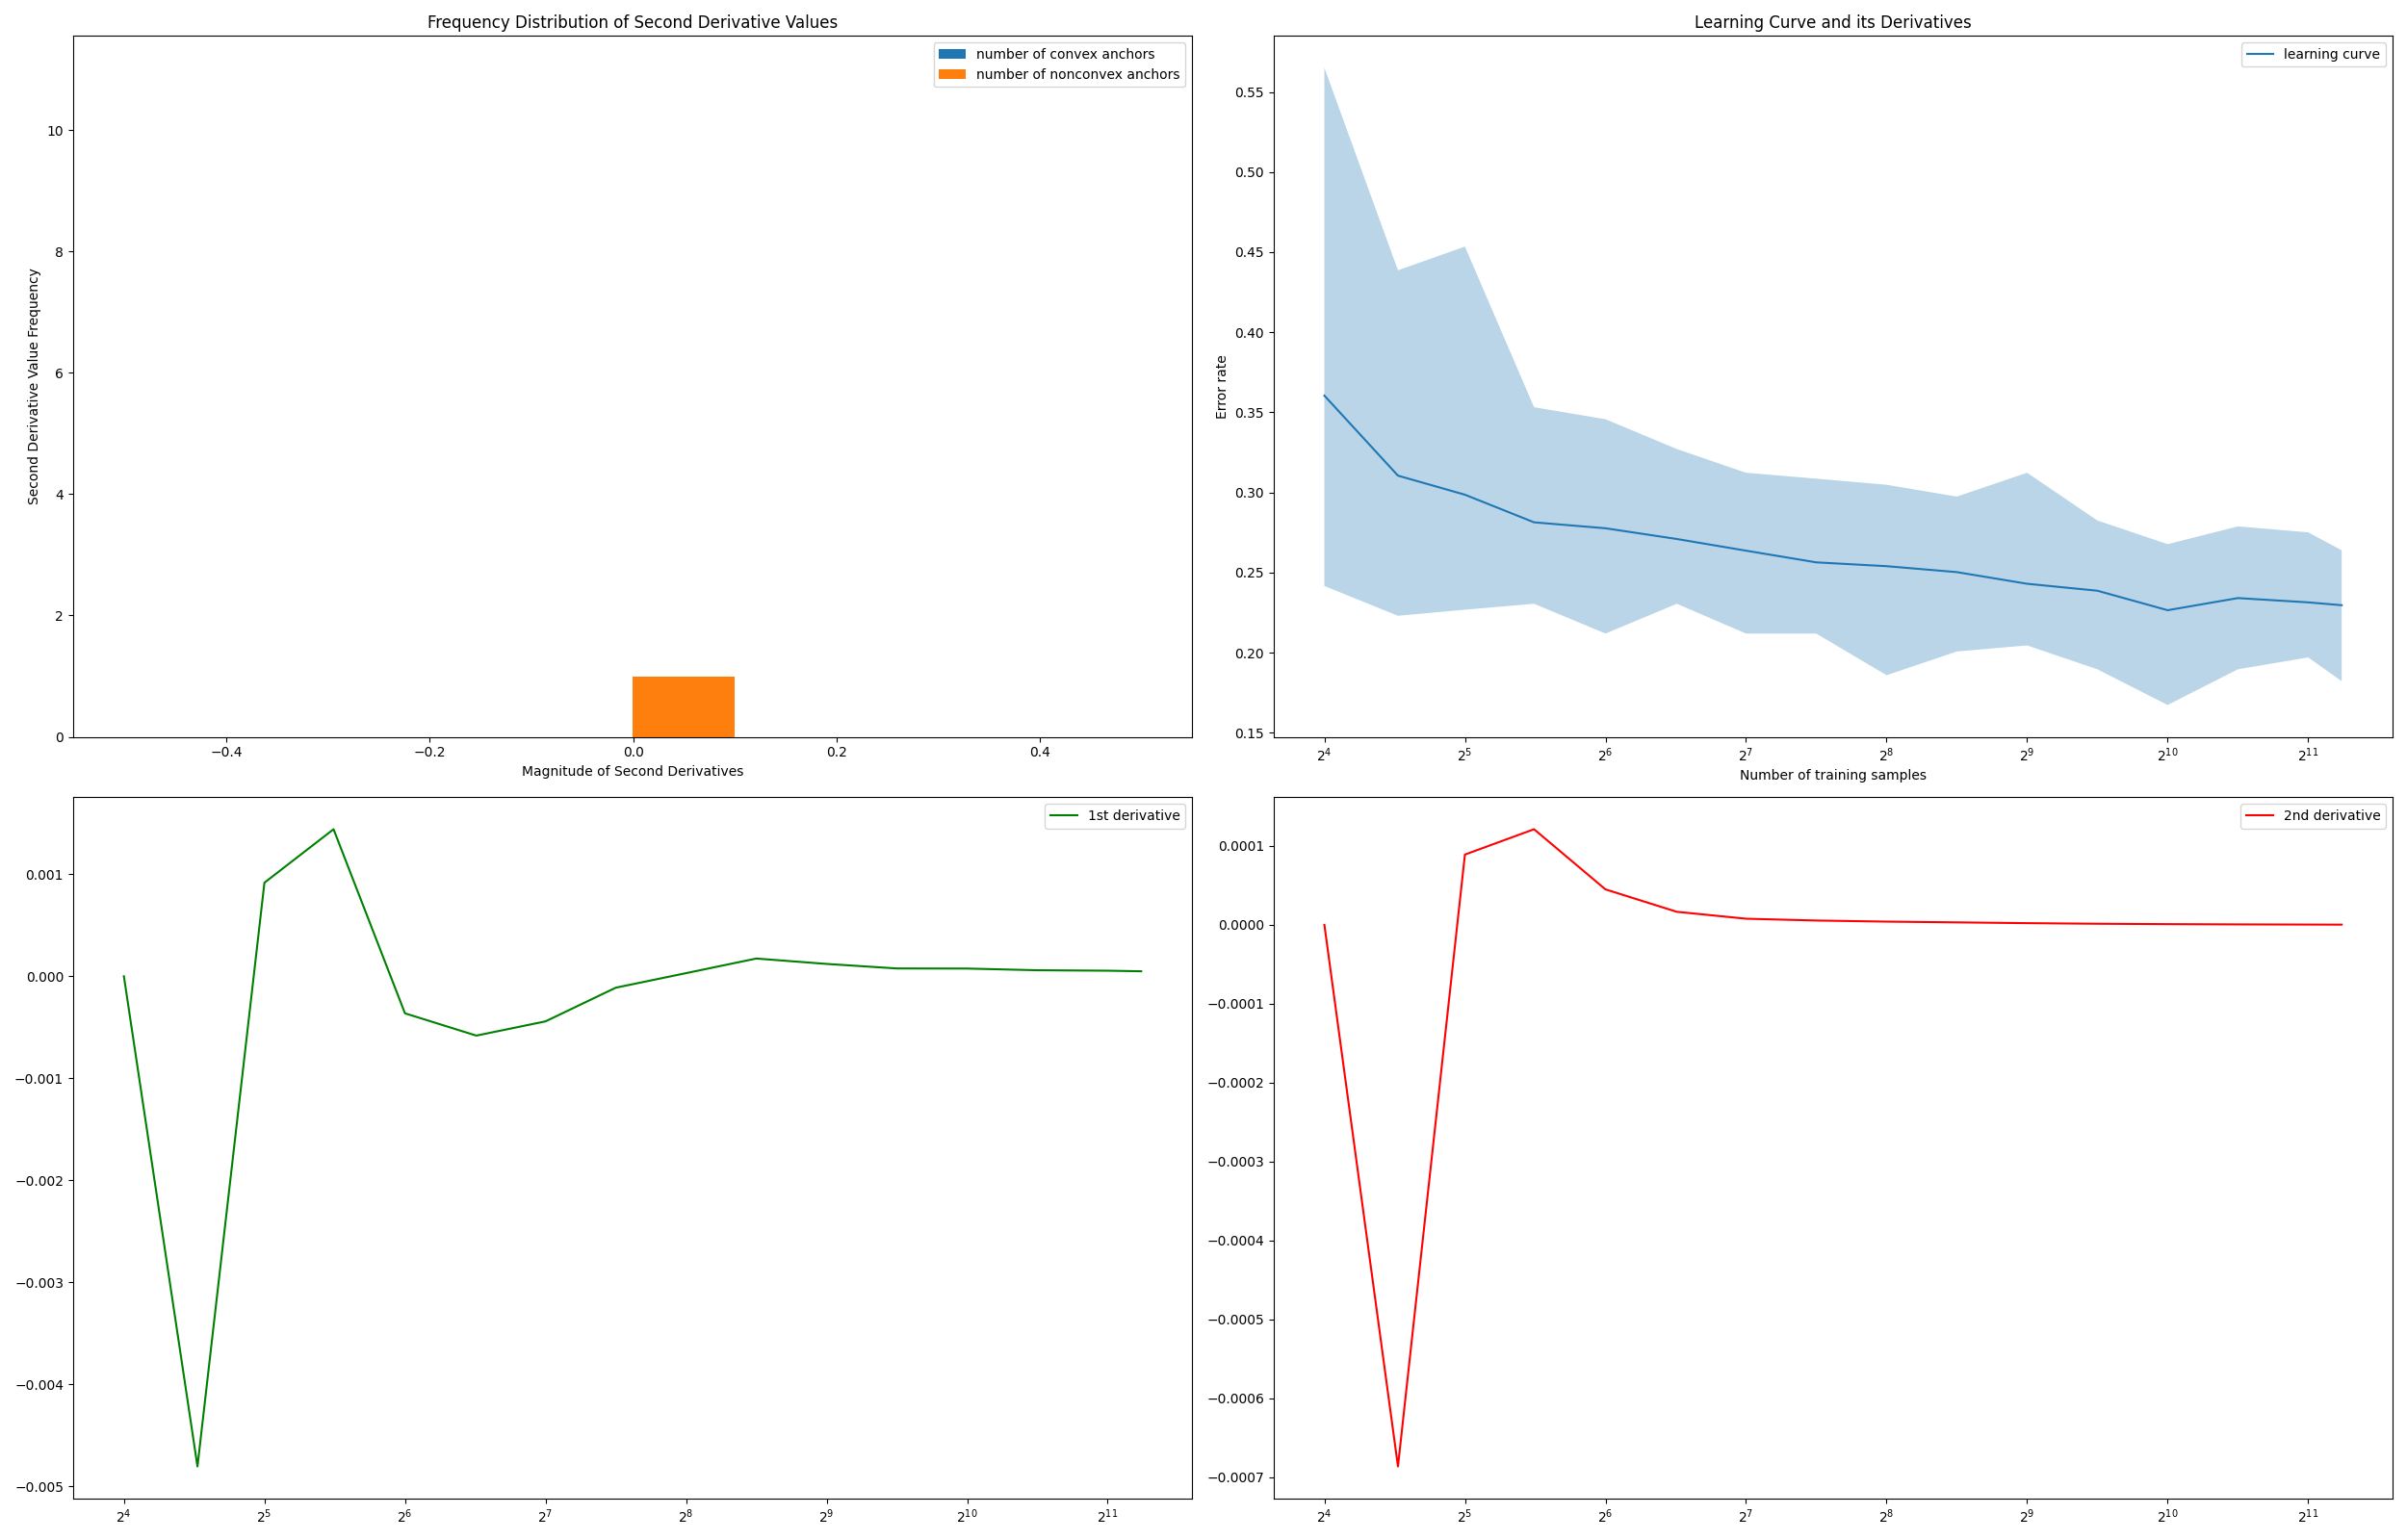 Frequency Distribution of Second Derivative Values
number of convex anchors
number of nonconvex anchors
Second Derivative Value Frequency
10
8
6
4
2
0
−0.4 −0.2 0.0 0.2 0.4
Magnitude of Second Derivatives
Learning Curve and its Derivatives
learning curve
Error rate
0.55
0.50
0.45
0.40
0.35
0.30
0.25
0.20
0.15
2^4 2^5 2^6 2^7 2^8 2^9 2^10 2^11
Number of training samples
1st derivative
0.001
0.000
−0.001
−0.002
−0.003
−0.004
−0.005
2^4 2^5 2^6 2^7 2^8 2^9 2^10 2^11
2nd derivative
0.0001
0.0000
−0.0001
−0.0002
−0.0003
−0.0004
−0.0005
−0.0006
−0.0007
2^4 2^5 2^6 2^7 2^8 2^9 2^10 2^11